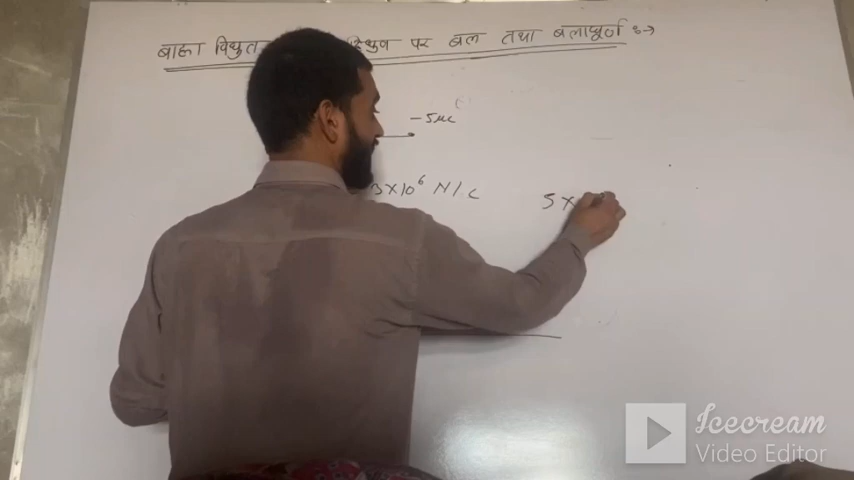 बाह्य विद्युत पर बल तथा बलाघूर्ण :->
-5μc
3×10⁶ N/C
5×
Icecream
Video Editor